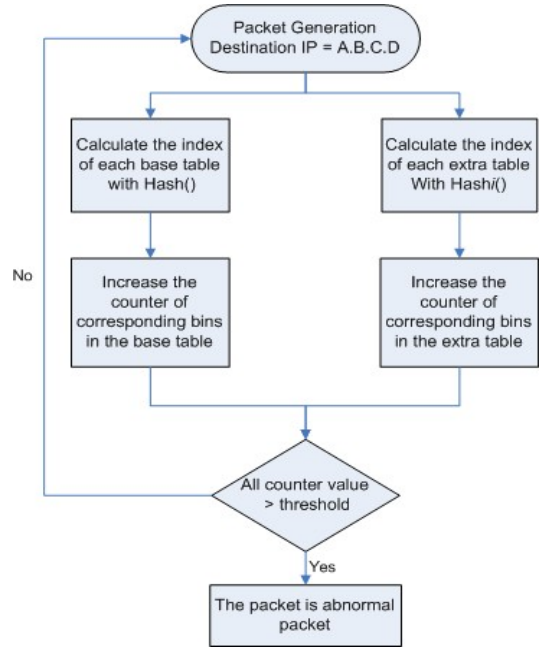 Packet Generation
Destination IP = A.B.C.D
Calculate the index
of each base table
with Hash()
Calculate the index
of each extra table
With Hashi()
No
Increase the
counter of
corresponding bins
in the base table
Increase the
counter of
corresponding bins
in the extra table
All counter value
> threshold
Yes
The packet is abnormal
packet